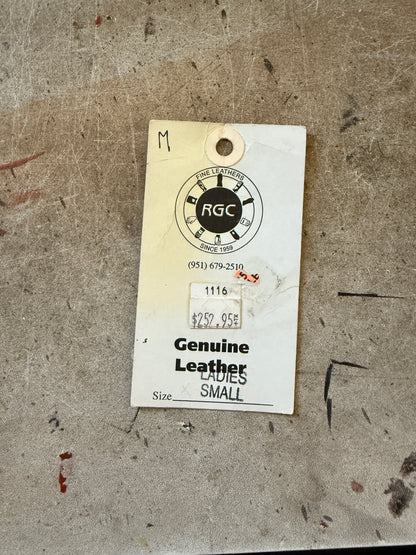 M
FINE LEATHERS
RGC
SINCE 1959
(951) 679-2510
1116
$252.95
Genuine
Leather
LADIES
Size SMALL